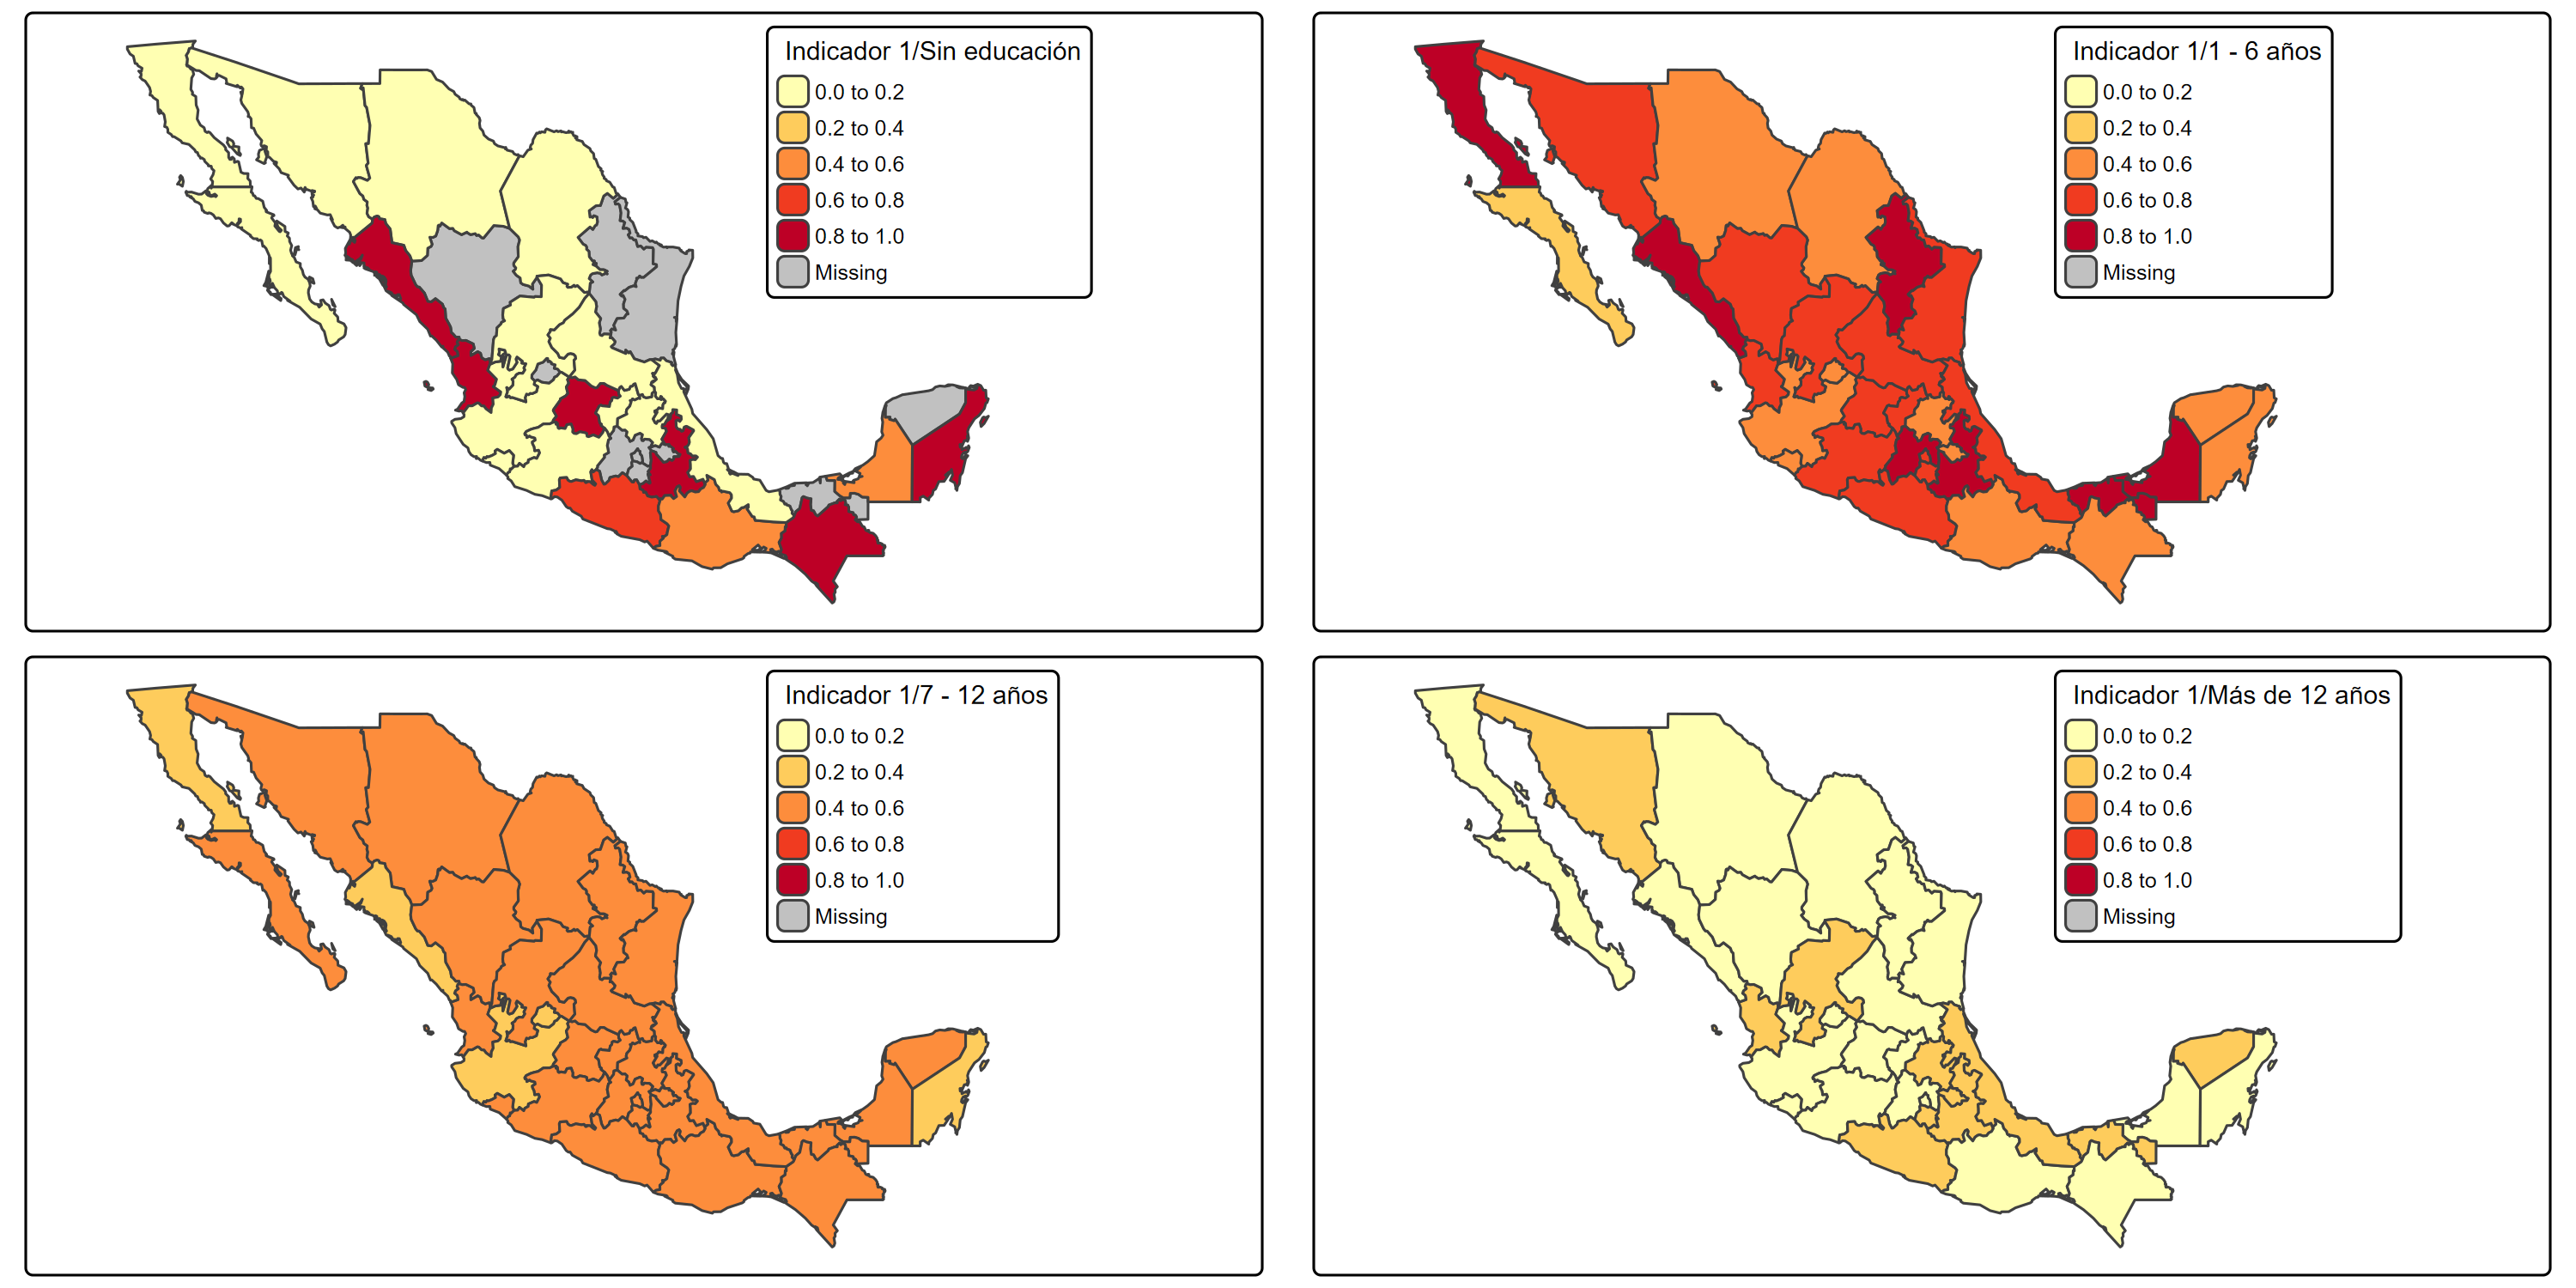 Indicador 1/Sin educación
0.0 to 0.2
0.2 to 0.4
0.4 to 0.6
0.6 to 0.8
0.8 to 1.0
Missing
Indicador 1/1 - 6 años
0.0 to 0.2
0.2 to 0.4
0.4 to 0.6
0.6 to 0.8
0.8 to 1.0
Missing
Indicador 1/7 - 12 años
0.0 to 0.2
0.2 to 0.4
0.4 to 0.6
0.6 to 0.8
0.8 to 1.0
Missing
Indicador 1/Más de 12 años
0.0 to 0.2
0.2 to 0.4
0.4 to 0.6
0.6 to 0.8
0.8 to 1.0
Missing